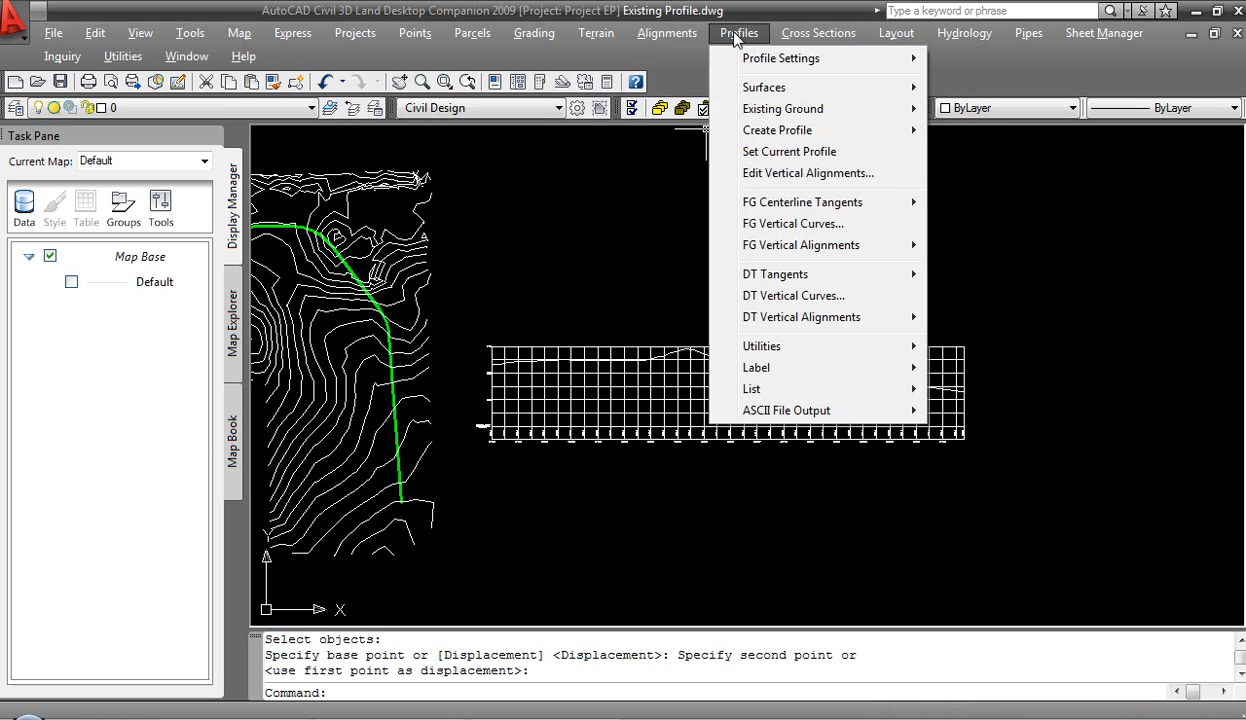 AutoCAD Civil 3D Land Desktop Companion 2009 [Project: Project EP] Existing Profile.dwg
Type a keyword or phrase
File Edit View Tools Map Express Projects Points Parcels Grading Terrain Alignments Profiles Cross Sections Layout Hydrology Pipes Sheet Manager
Inquiry Utilities Window Help
0 Civil Design ByLayer ByLayer
Task Pane
Current Map: Default
Data Style Table Groups Tools
Map Base
Default
Display Manager
Map Explorer
Map Book
Profile Settings
Surfaces
Existing Ground
Create Profile
Set Current Profile
Edit Vertical Alignments...
FG Centerline Tangents
FG Vertical Curves...
FG Vertical Alignments
DT Tangents
DT Vertical Curves...
DT Vertical Alignments
Utilities
Label
List
ASCII File Output
X
Select objects:
Specify base point or [Displacement] <Displacement>: Specify second point or
<use first point as displacement>:
Command: